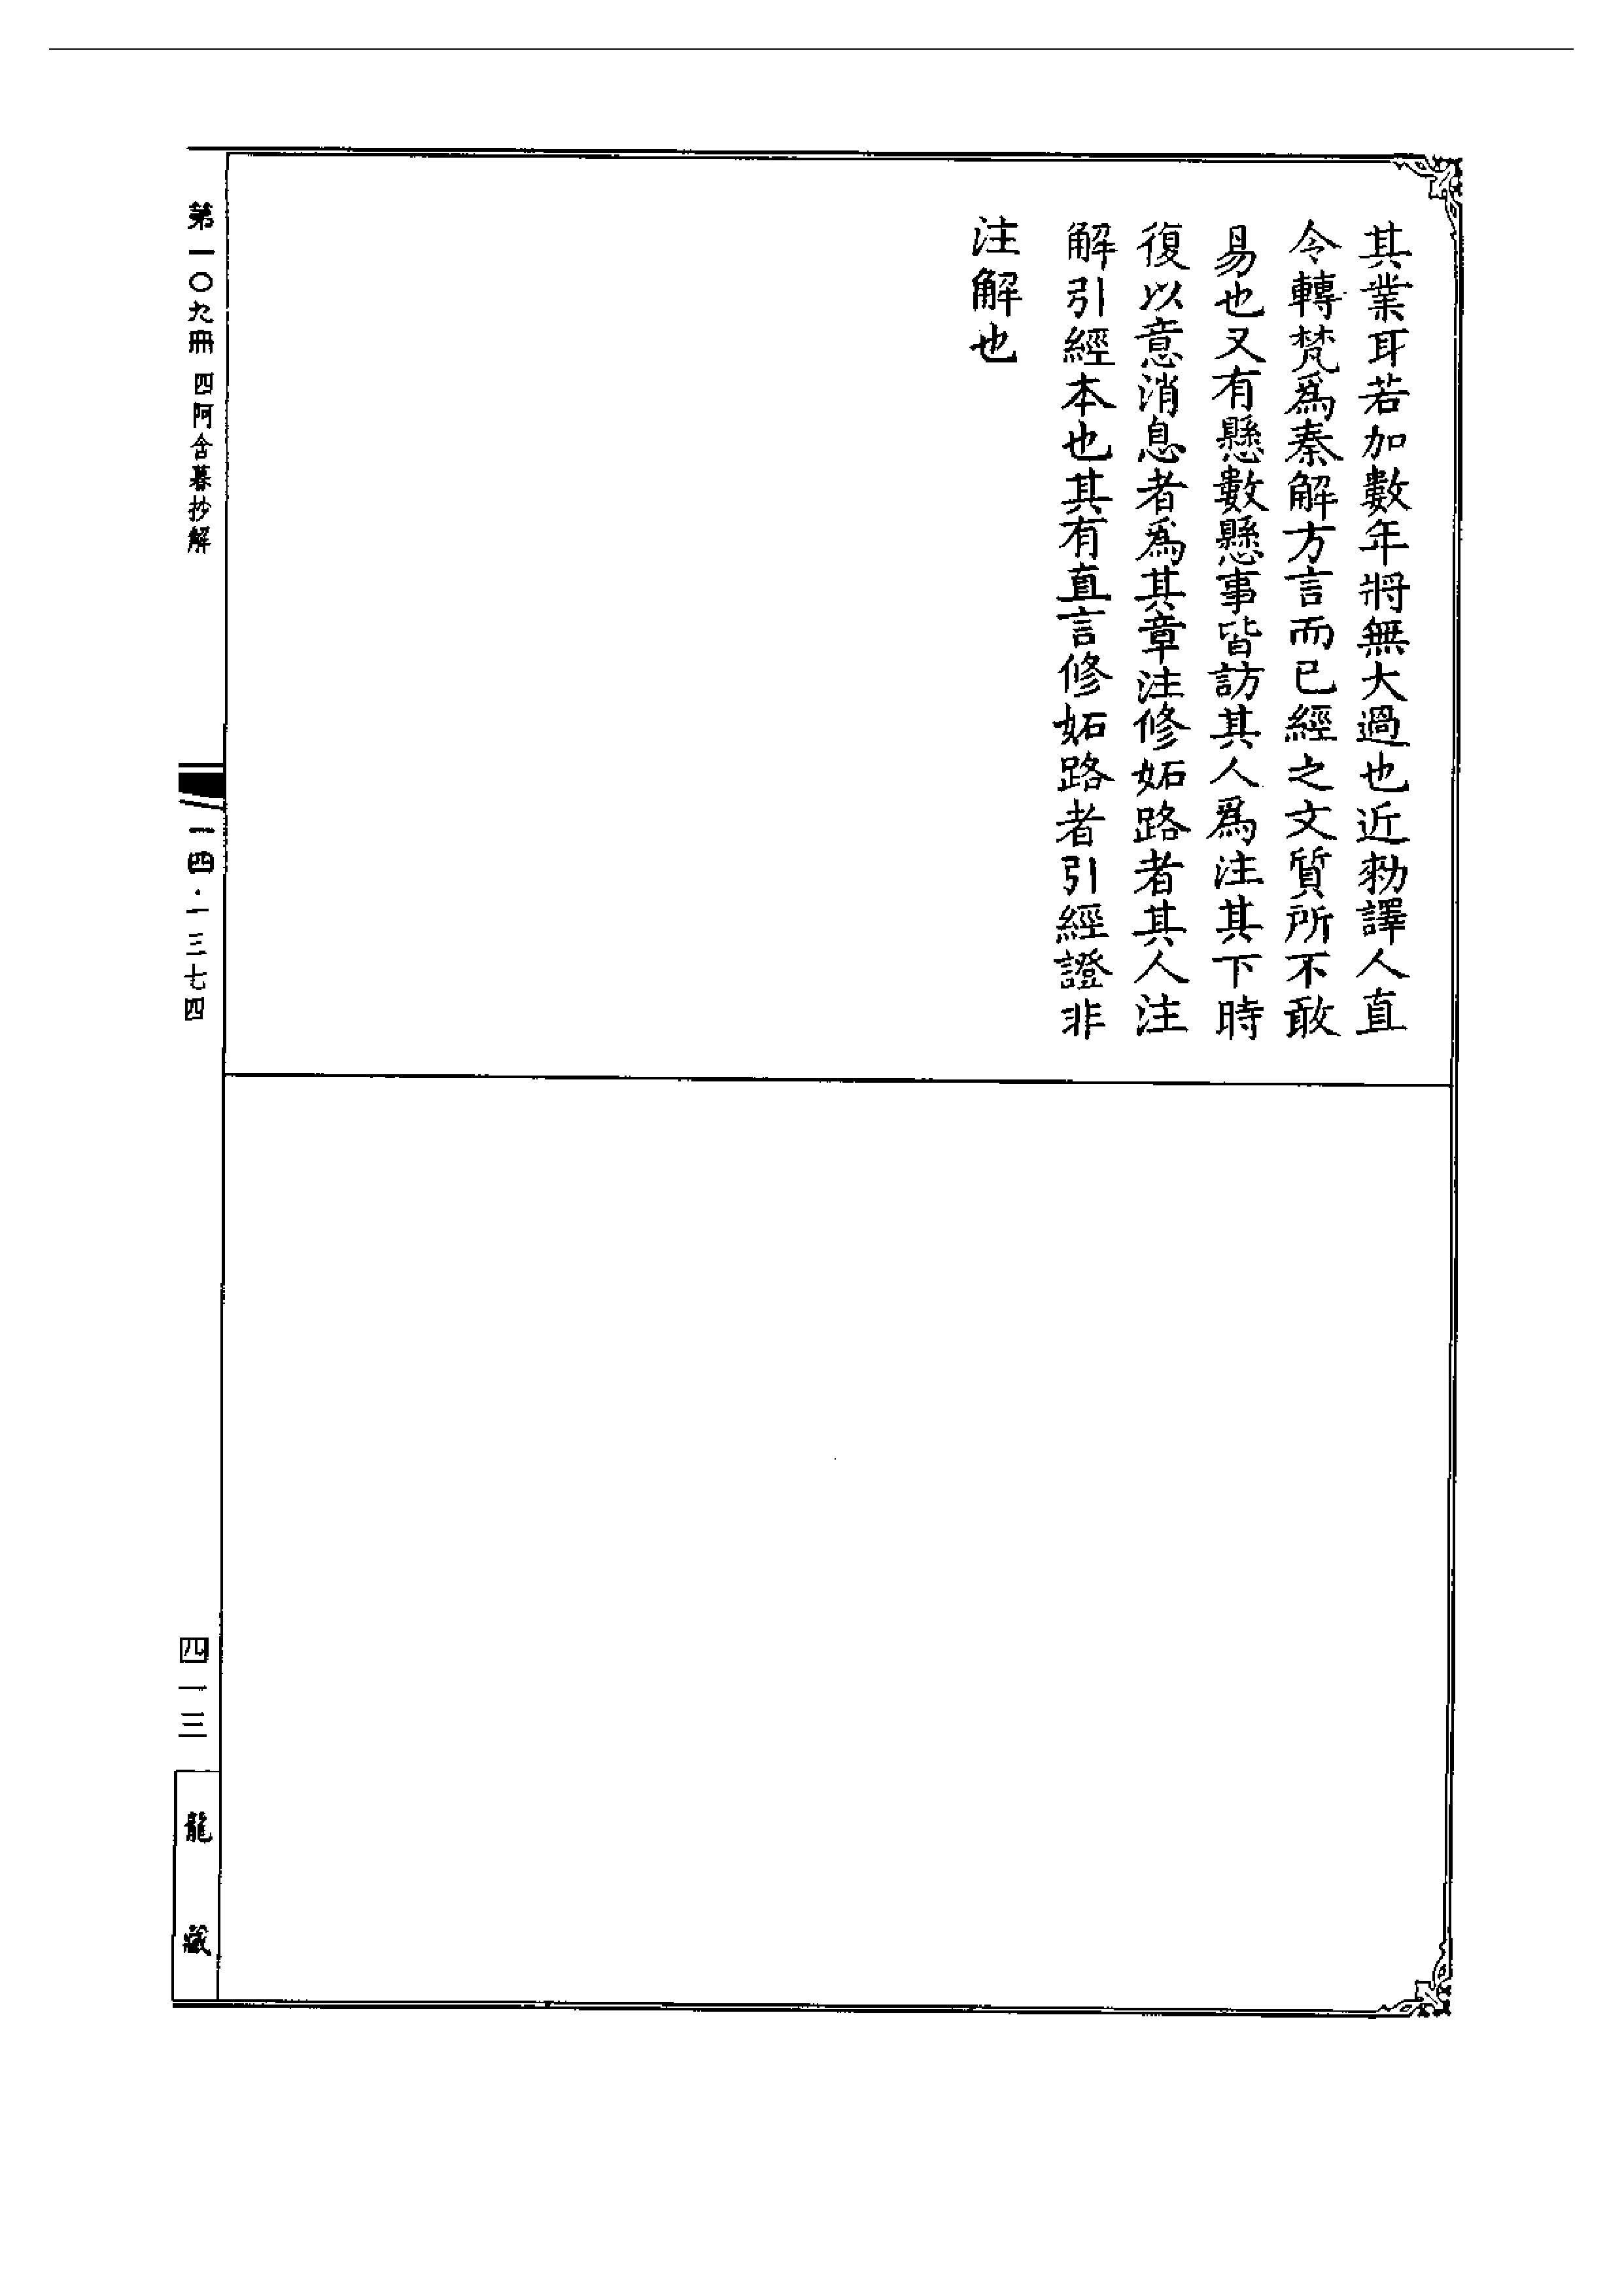 其業耳若加數年將無大過也近勑譯人直
令轉梵爲秦解方言而已經之文質所不敢
易也又有懸數懸事皆訪其人爲注其下時
復以意消息者爲其章注修妬路者其人注
解引經本也其有直言修妬路者引經證非
注解也
第一〇九冊 四阿含暮抄解
一四·一三七四
四一三
龍藏